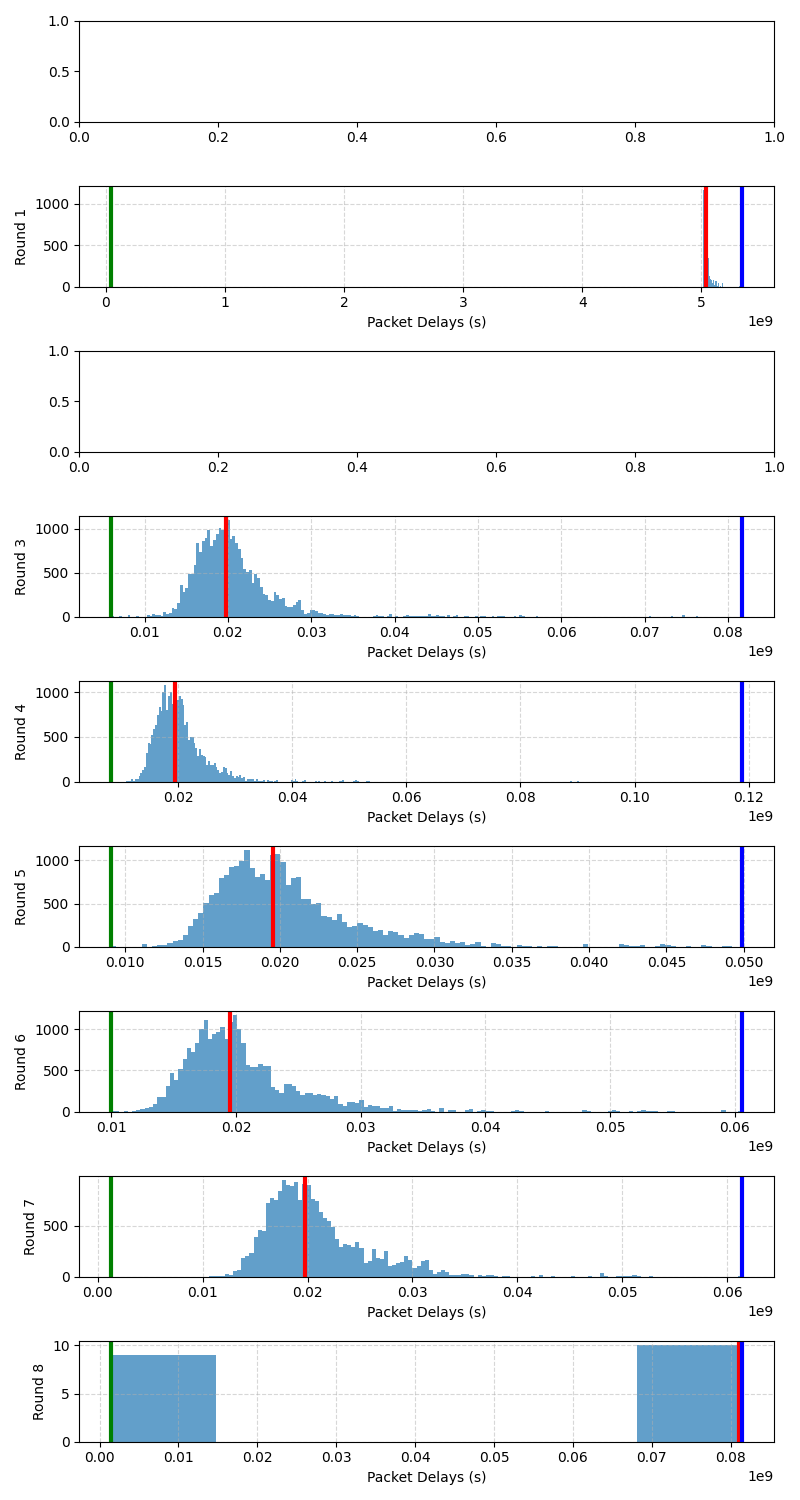 1.0
0.5
0.0
0.0 0.2 0.4 0.6 0.8 1.0
Round 1
1000
500
0
0 1 2 3 4 5
Packet Delays (s)
1e9
1.0
0.5
0.0
0.0 0.2 0.4 0.6 0.8 1.0
Round 3
1000
500
0
0.01 0.02 0.03 0.04 0.05 0.06 0.07 0.08
Packet Delays (s)
1e9
Round 4
1000
500
0
0.02 0.04 0.06 0.08 0.10 0.12
Packet Delays (s)
1e9
Round 5
1000
500
0
0.010 0.015 0.020 0.025 0.030 0.035 0.040 0.045 0.050
Packet Delays (s)
1e9
Round 6
1000
500
0
0.01 0.02 0.03 0.04 0.05 0.06
Packet Delays (s)
1e9
Round 7
500
0
0.00 0.01 0.02 0.03 0.04 0.05 0.06
Packet Delays (s)
1e9
Round 8
10
5
0
0.00 0.01 0.02 0.03 0.04 0.05 0.06 0.07 0.08
Packet Delays (s)
1e9